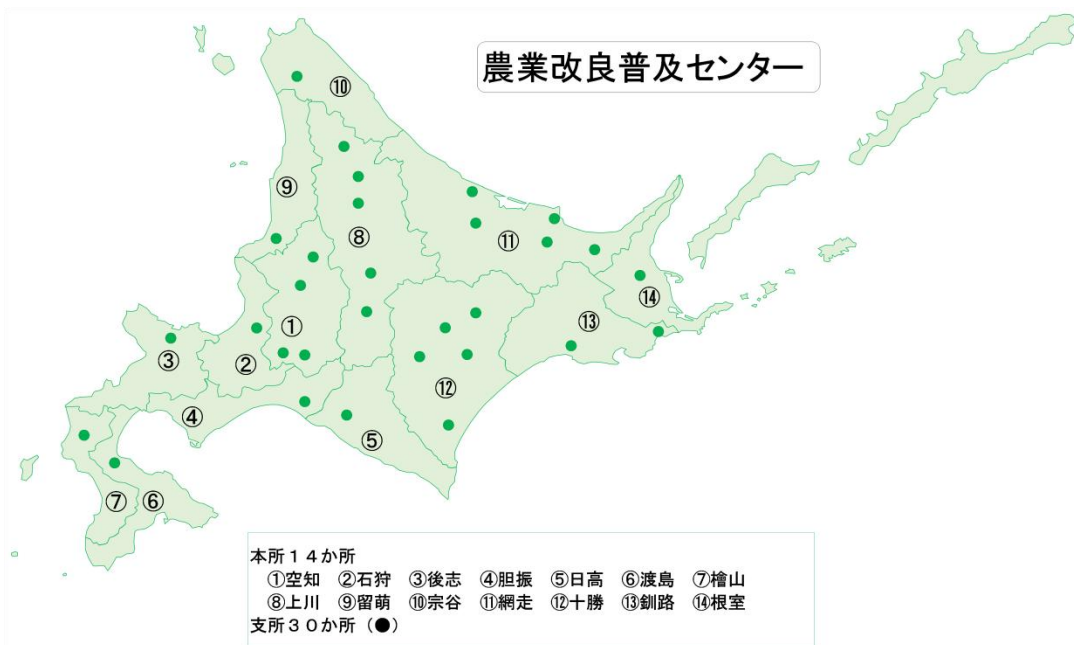 農業改良普及センター
⑩
⑨
⑧
⑪
⑭
①
⑬
③
②
⑫
④
⑤
⑦
⑥
本所１４か所
①空知 ②石狩 ③後志 ④胆振 ⑤日高 ⑥渡島 ⑦檜山
⑧上川 ⑨留萌 ⑩宗谷 ⑪網走 ⑫十勝 ⑬釧路 ⑭根室
支所３０か所（●）